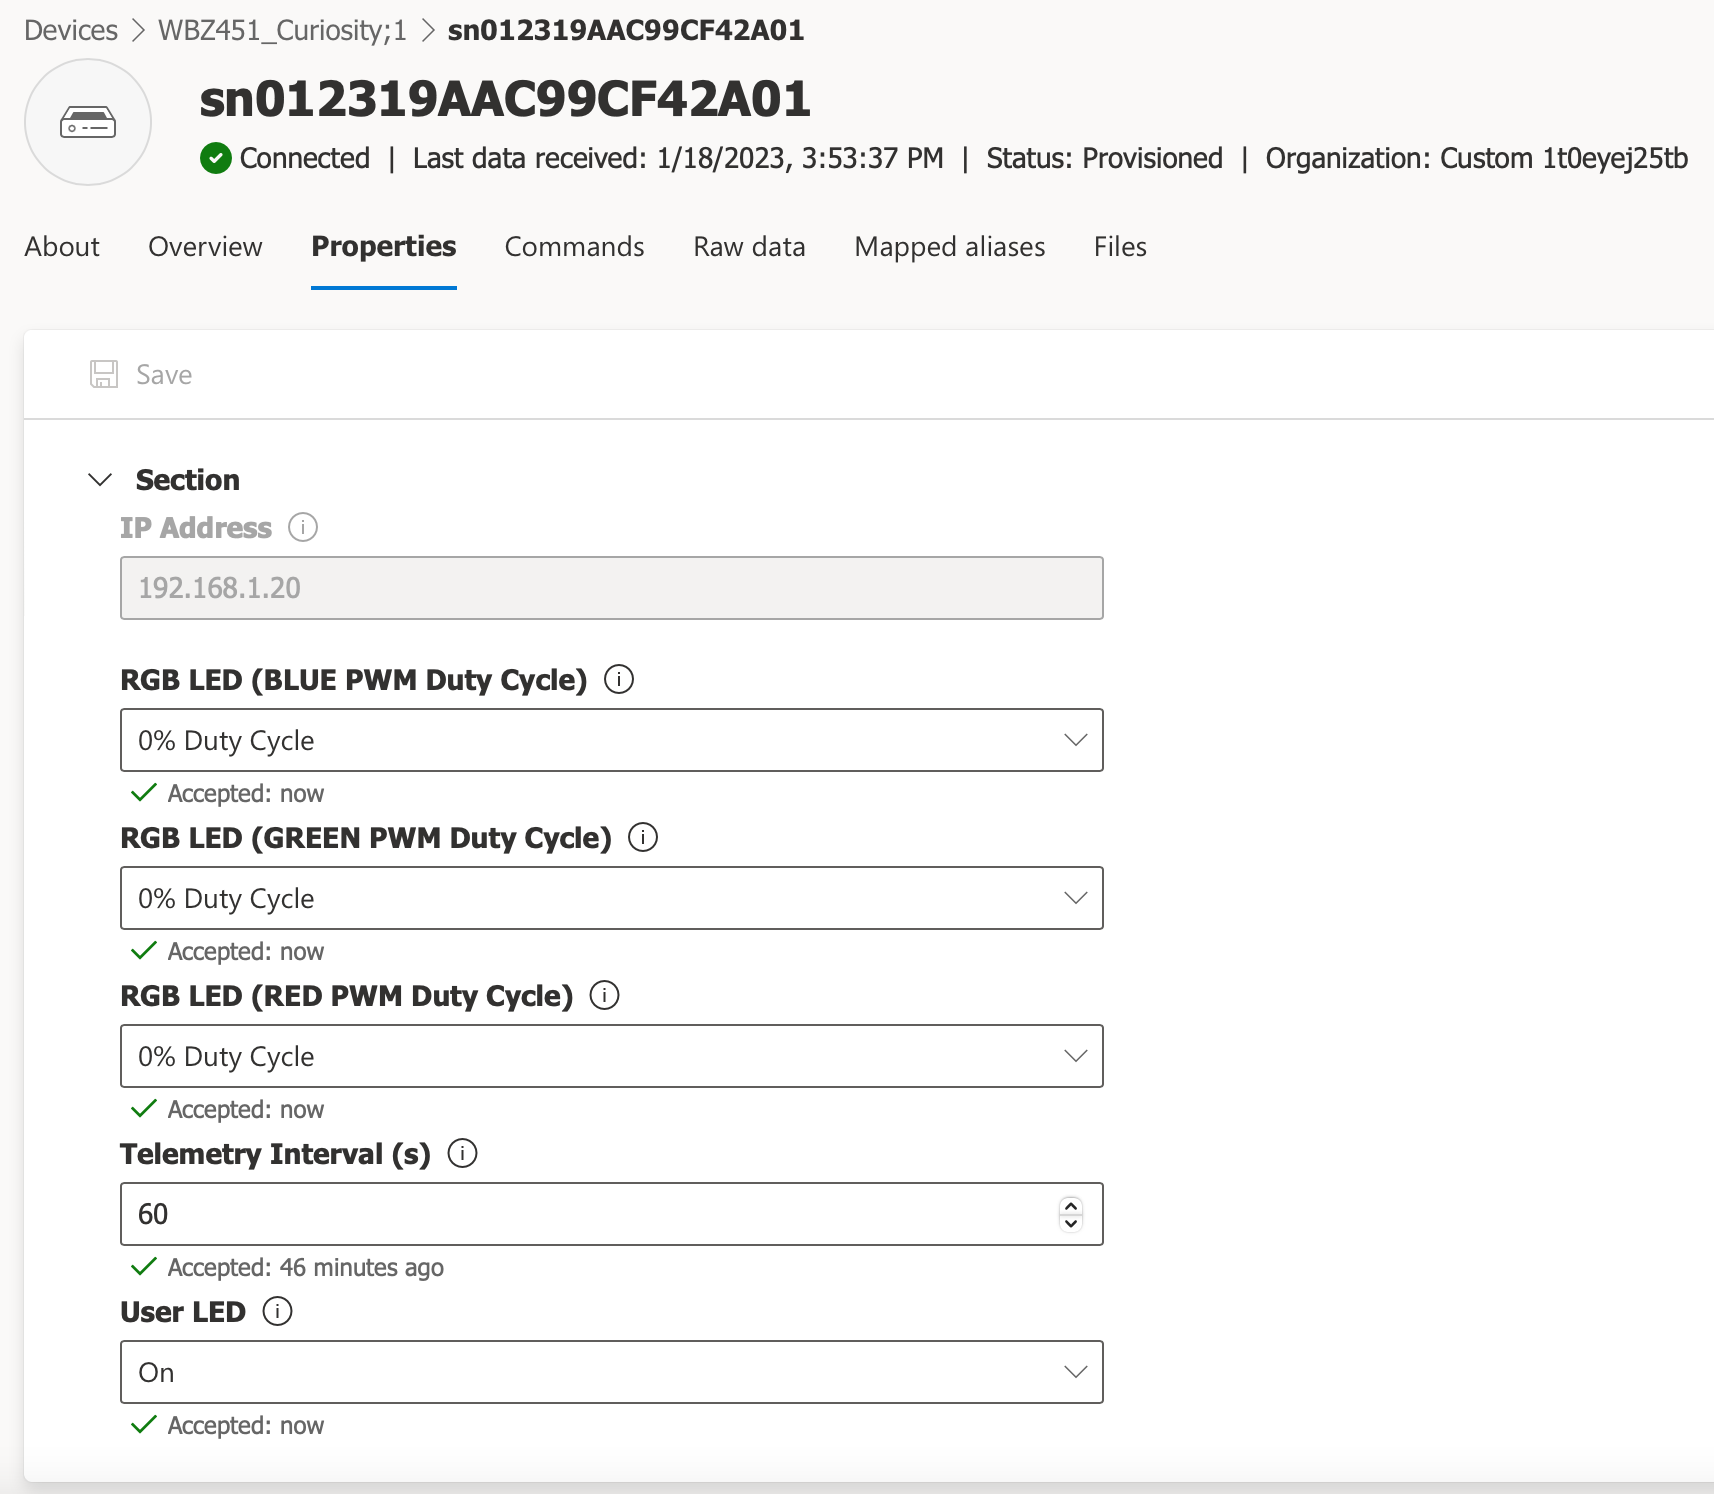 Devices > WBZ451_Curiosity;1 > sn012319AAC99CF42A01
sn012319AAC99CF42A01
Connected | Last data received: 1/18/2023, 3:53:37 PM | Status: Provisioned | Organization: Custom 1t0eyej25tb
About Overview Properties Commands Raw data Mapped aliases Files
Save
Section
IP Address
192.168.1.20
RGB LED (BLUE PWM Duty Cycle)
0% Duty Cycle
Accepted: now
RGB LED (GREEN PWM Duty Cycle)
0% Duty Cycle
Accepted: now
RGB LED (RED PWM Duty Cycle)
0% Duty Cycle
Accepted: now
Telemetry Interval (s)
60
Accepted: 46 minutes ago
User LED
On
Accepted: now